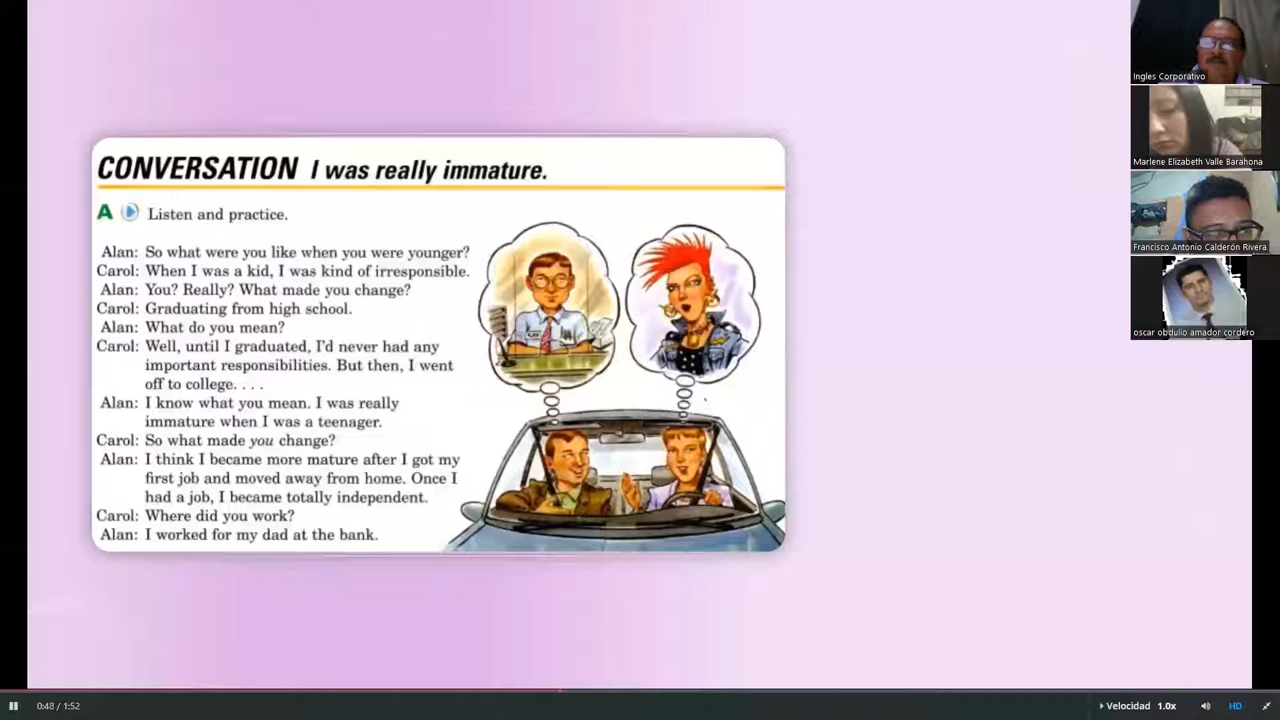 CONVERSATION I was really immature.
A Listen and practice.
Alan: So what were you like when you were younger?
Carol: When I was a kid, I was kind of irresponsible.
Alan: You? Really? What made you change?
Carol: Graduating from high school.
Alan: What do you mean?
Carol: Well, until I graduated, I'd never had any
important responsibilities. But then, I went
off to college. . . .
Alan: I know what you mean. I was really
immature when I was a teenager.
Carol: So what made you change?
Alan: I think I became more mature after I got my
first job and moved away from home. Once I
had a job, I became totally independent.
Carol: Where did you work?
Alan: I worked for my dad at the bank.
Ingles Corporativo
Marlene Elizabeth Valle Barahona
Francisco Antonio Calderón Rivera
oscar obdulio amador cordero
0:48 / 1:52
Velocidad 1.0x
HD